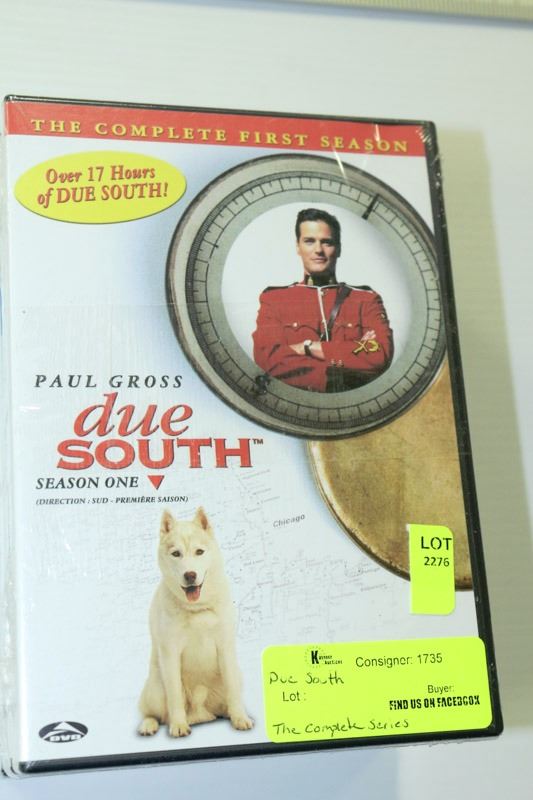 THE COMPLETE FIRST SEASON
Over 17 Hours
of DUE SOUTH!
PAUL GROSS
due
SOUTH™
SEASON ONE
(DIRECTION : SUD - PREMIÈRE SAISON)
Chicago
LOT
2276
Consigner: 1735
Due South
Lot:
Buyer:
FIND US ON FACEBOOK
The Complete Series
DVD